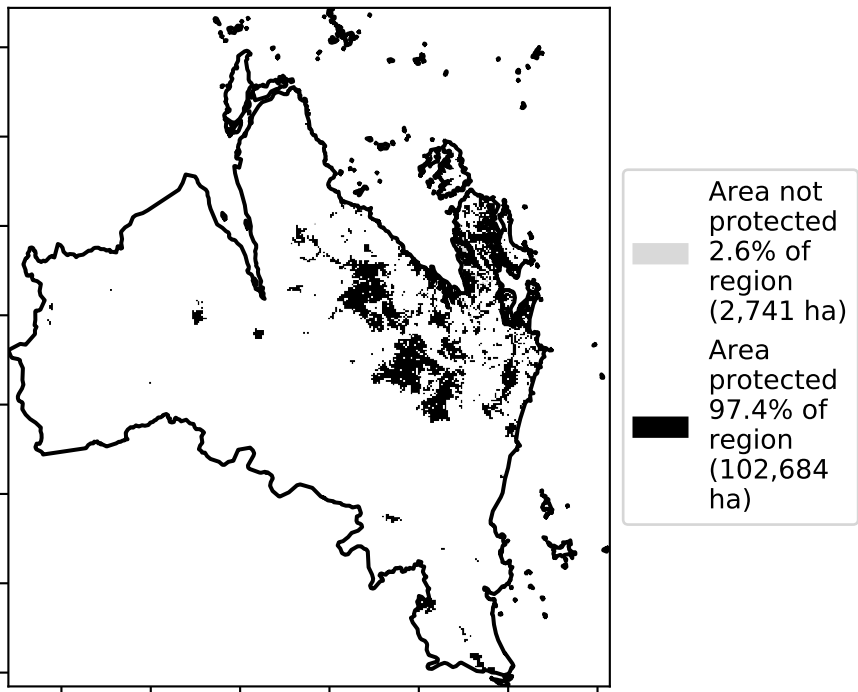 Area not
protected
2.6% of
region
(2,741 ha)
Area
protected
97.4% of
region
(102,684
ha)